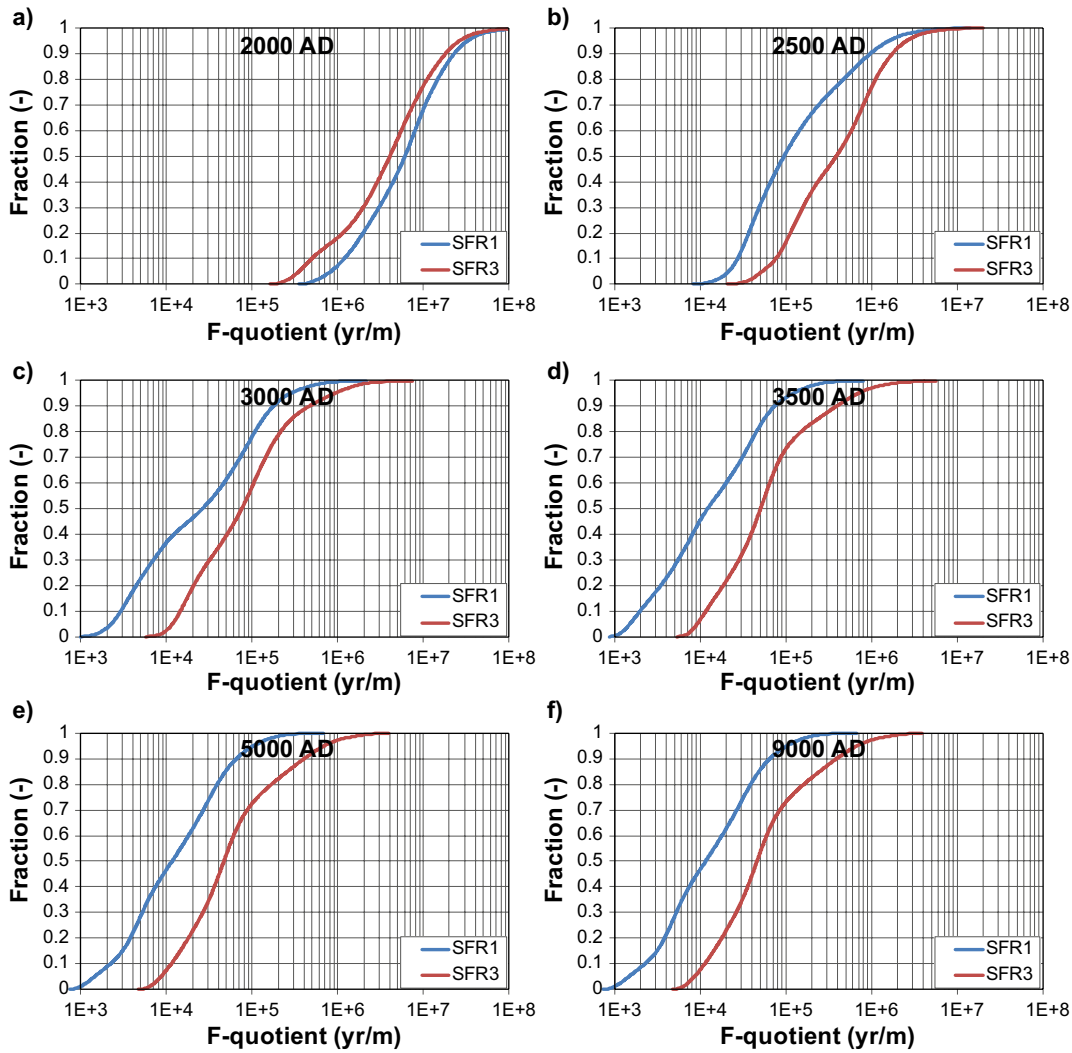 a)
2000 AD
Fraction (-)
1
0.9
0.8
0.7
0.6
0.5
0.4
0.3
0.2
0.1
0
SFR1
SFR3
1E+3 1E+4 1E+5 1E+6 1E+7 1E+8
F-quotient (yr/m)
b)
2500 AD
Fraction (-)
1
0.9
0.8
0.7
0.6
0.5
0.4
0.3
0.2
0.1
0
SFR1
SFR3
1E+3 1E+4 1E+5 1E+6 1E+7 1E+8
F-quotient (yr/m)
c)
3000 AD
Fraction (-)
1
0.9
0.8
0.7
0.6
0.5
0.4
0.3
0.2
0.1
0
SFR1
SFR3
1E+3 1E+4 1E+5 1E+6 1E+7 1E+8
F-quotient (yr/m)
d)
3500 AD
Fraction (-)
1
0.9
0.8
0.7
0.6
0.5
0.4
0.3
0.2
0.1
0
SFR1
SFR3
1E+3 1E+4 1E+5 1E+6 1E+7 1E+8
F-quotient (yr/m)
e)
5000 AD
Fraction (-)
1
0.9
0.8
0.7
0.6
0.5
0.4
0.3
0.2
0.1
0
SFR1
SFR3
1E+3 1E+4 1E+5 1E+6 1E+7 1E+8
F-quotient (yr/m)
f)
9000 AD
Fraction (-)
1
0.9
0.8
0.7
0.6
0.5
0.4
0.3
0.2
0.1
0
SFR1
SFR3
1E+3 1E+4 1E+5 1E+6 1E+7 1E+8
F-quotient (yr/m)